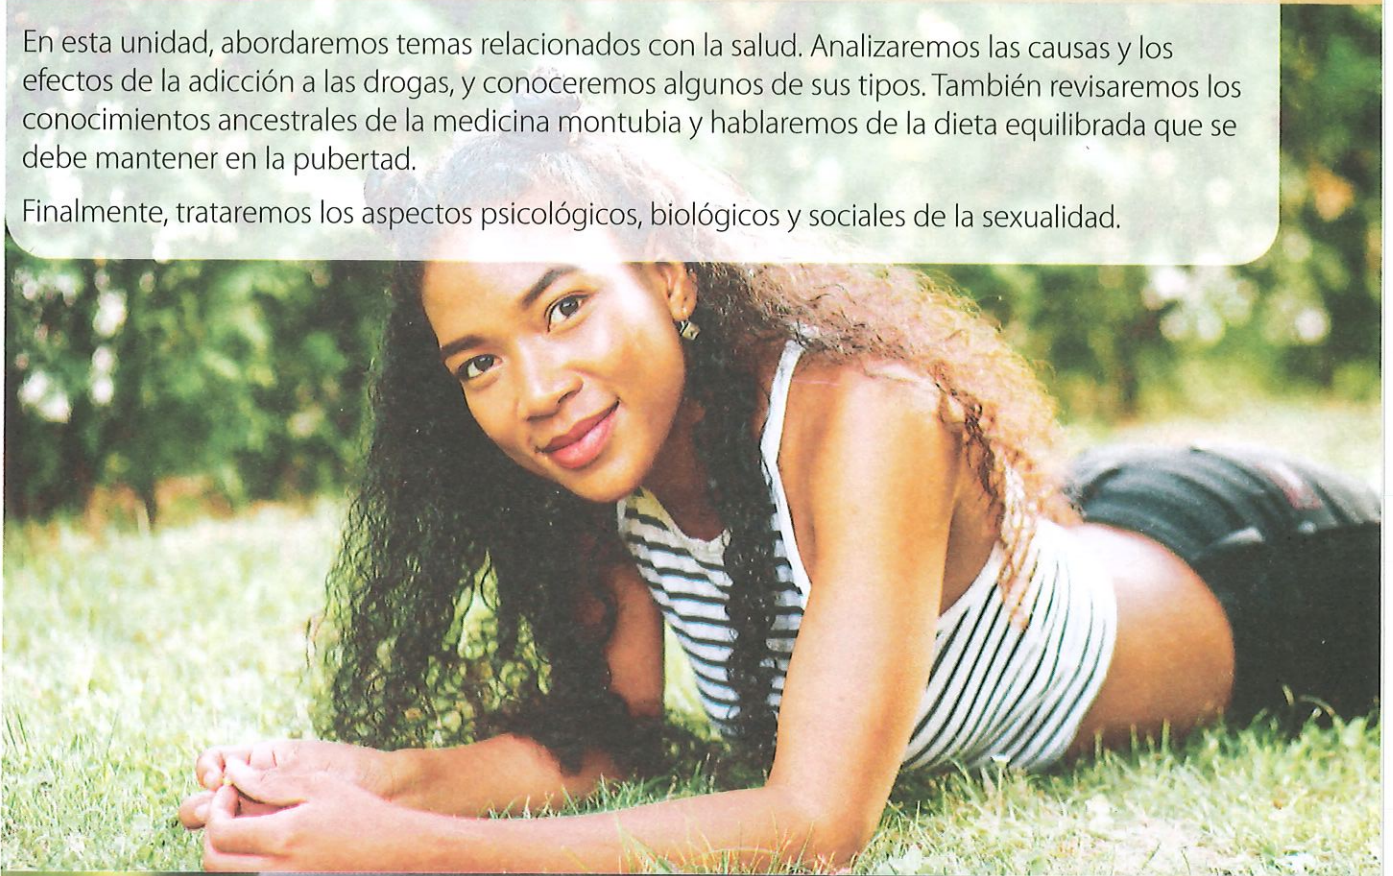 En esta unidad, abordaremos temas relacionados con la salud. Analizaremos las causas y los
efectos de la adicción a las drogas, y conoceremos algunos de sus tipos. También revisaremos los
conocimientos ancestrales de la medicina montubia y hablaremos de la dieta equilibrada que se
debe mantener en la pubertad.
Finalmente, trataremos los aspectos psicológicos, biológicos y sociales de la sexualidad.